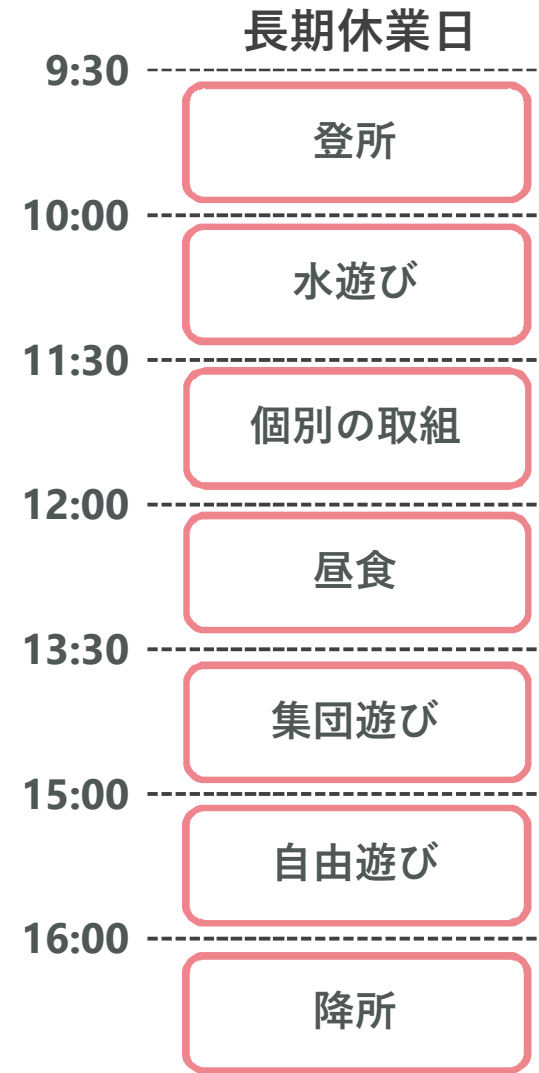 長期休業日
9:30
登所
10:00
水遊び
11:30
個別の取組
12:00
昼食
13:30
集団遊び
15:00
自由遊び
16:00
降所